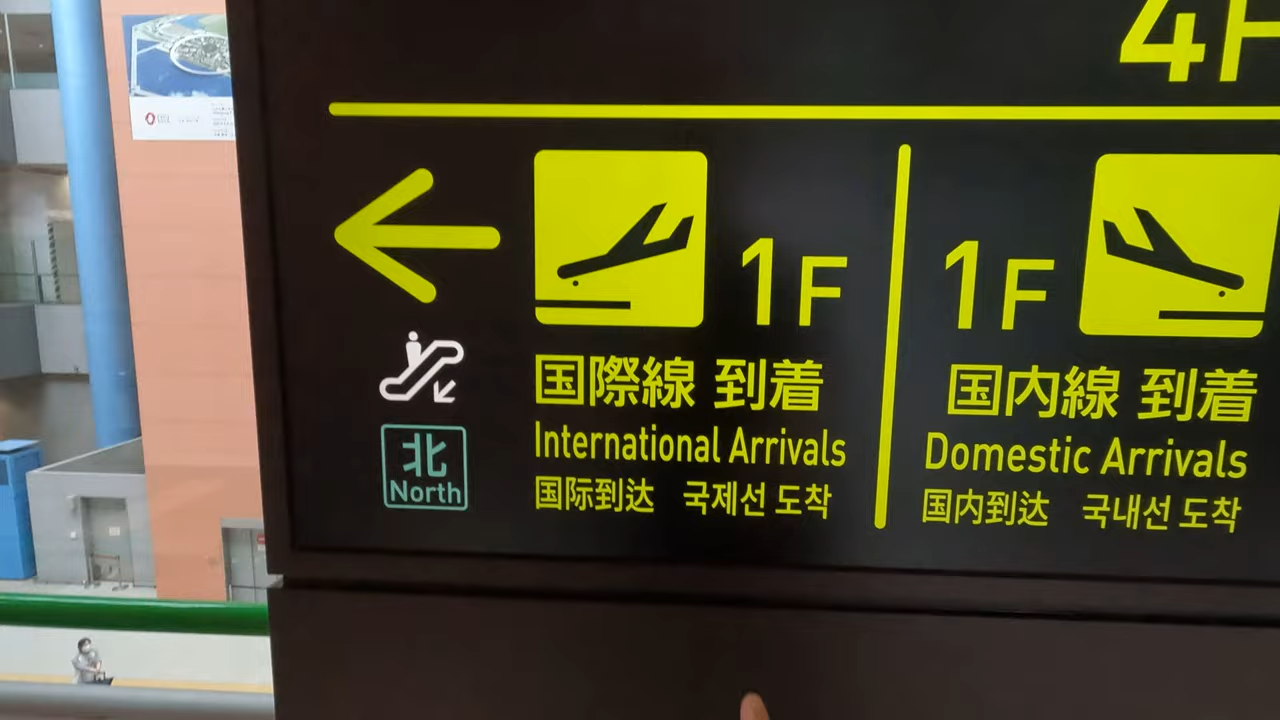 4F
1F
国際線 到着
International Arrivals
国际到达 국제선 도착
1F
国内線 到着
Domestic Arrivals
国内到达 국내선 도착
北
North